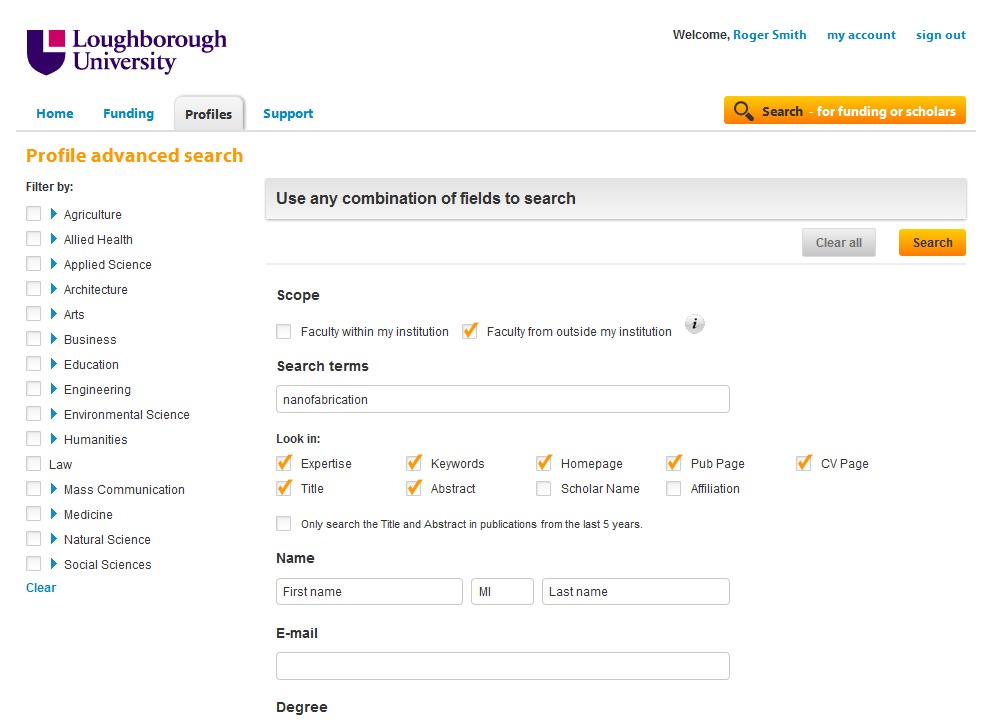 Loughborough
University
Welcome, Roger Smith my account sign out
Home Funding Profiles Support
Search - for funding or scholars
Profile advanced search
Filter by:
Agriculture
Allied Health
Applied Science
Architecture
Arts
Business
Education
Engineering
Environmental Science
Humanities
Law
Mass Communication
Medicine
Natural Science
Social Sciences
Clear
Use any combination of fields to search
Clear all Search
Scope
Faculty within my institution Faculty from outside my institution i
Search terms
nanofabrication
Look in:
Expertise Keywords Homepage Pub Page CV Page
Title Abstract Scholar Name Affiliation
Only search the Title and Abstract in publications from the last 5 years.
Name
First name MI Last name
E-mail
Degree